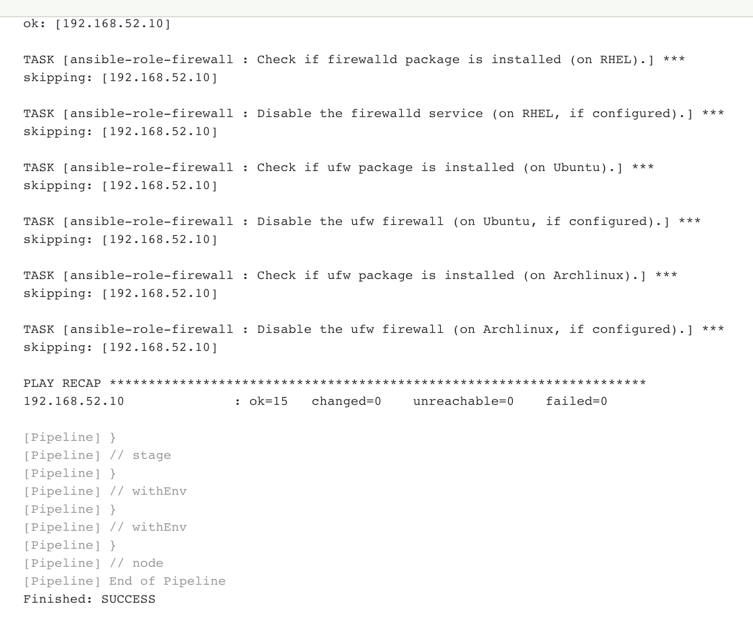 ok: [192.168.52.10]
TASK [ansible-role-firewall : Check if firewalld package is installed (on RHEL).] ***
skipping: [192.168.52.10]
TASK [ansible-role-firewall : Disable the firewalld service (on RHEL, if configured).] ***
skipping: [192.168.52.10]
TASK [ansible-role-firewall : Check if ufw package is installed (on Ubuntu).] ***
skipping: [192.168.52.10]
TASK [ansible-role-firewall : Disable the ufw firewall (on Ubuntu, if configured).] ***
skipping: [192.168.52.10]
TASK [ansible-role-firewall : Check if ufw package is installed (on Archlinux).] ***
skipping: [192.168.52.10]
TASK [ansible-role-firewall : Disable the ufw firewall (on Archlinux, if configured).] ***
skipping: [192.168.52.10]
PLAY RECAP *********************************************************************
192.168.52.10              : ok=15   changed=0    unreachable=0    failed=0
[Pipeline] }
[Pipeline] // stage
[Pipeline] }
[Pipeline] // withEnv
[Pipeline] }
[Pipeline] // withEnv
[Pipeline] }
[Pipeline] // node
[Pipeline] End of Pipeline
Finished: SUCCESS